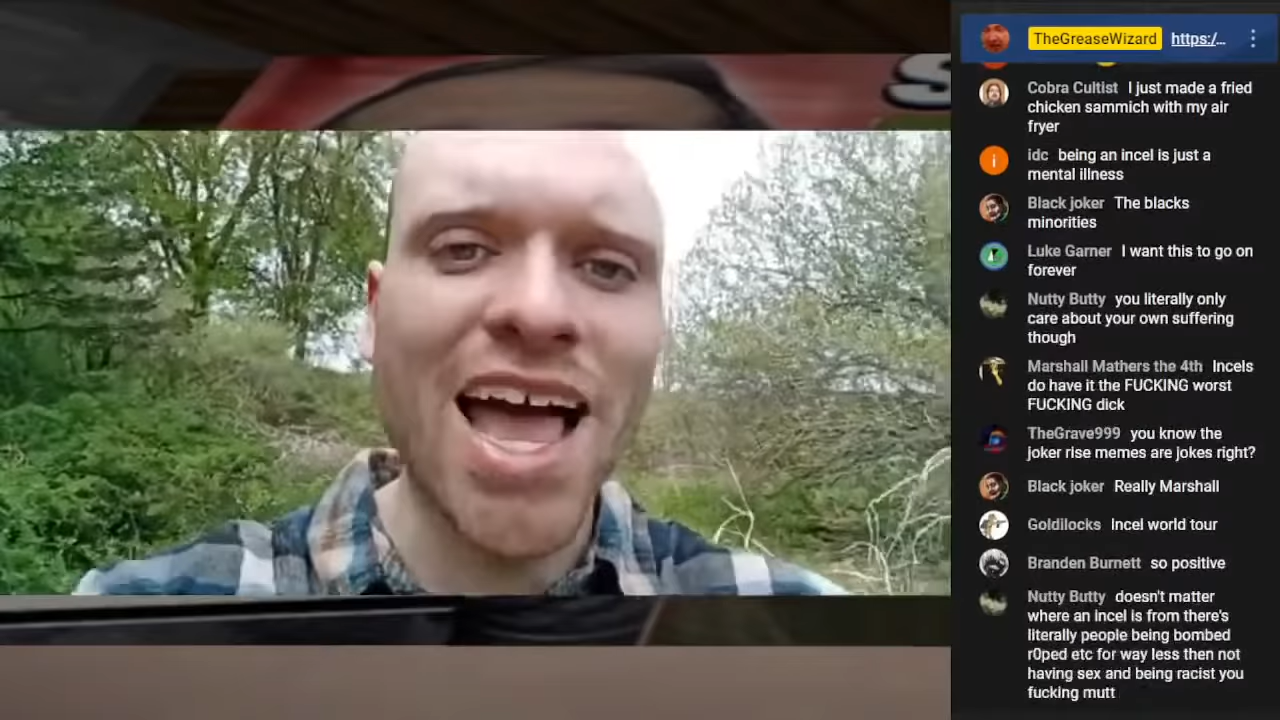 S
TheGreaseWizard https:/...
Cobra Cultist I just made a fried
chicken sammich with my air
fryer
idc being an incel is just a
mental illness
Black joker The blacks
minorities
Luke Garner I want this to go on
forever
Nutty Butty you literally only
care about your own suffering
though
Marshall Mathers the 4th Incels
do have it the FUCKING worst
FUCKING dick
TheGrave999 you know the
joker rise memes are jokes right?
Black joker Really Marshall
Goldilocks Incel world tour
Branden Burnett so positive
Nutty Butty doesn't matter
where an incel is from there's
literally people being bombed
r0ped etc for way less then not
having sex and being racist you
fucking mutt